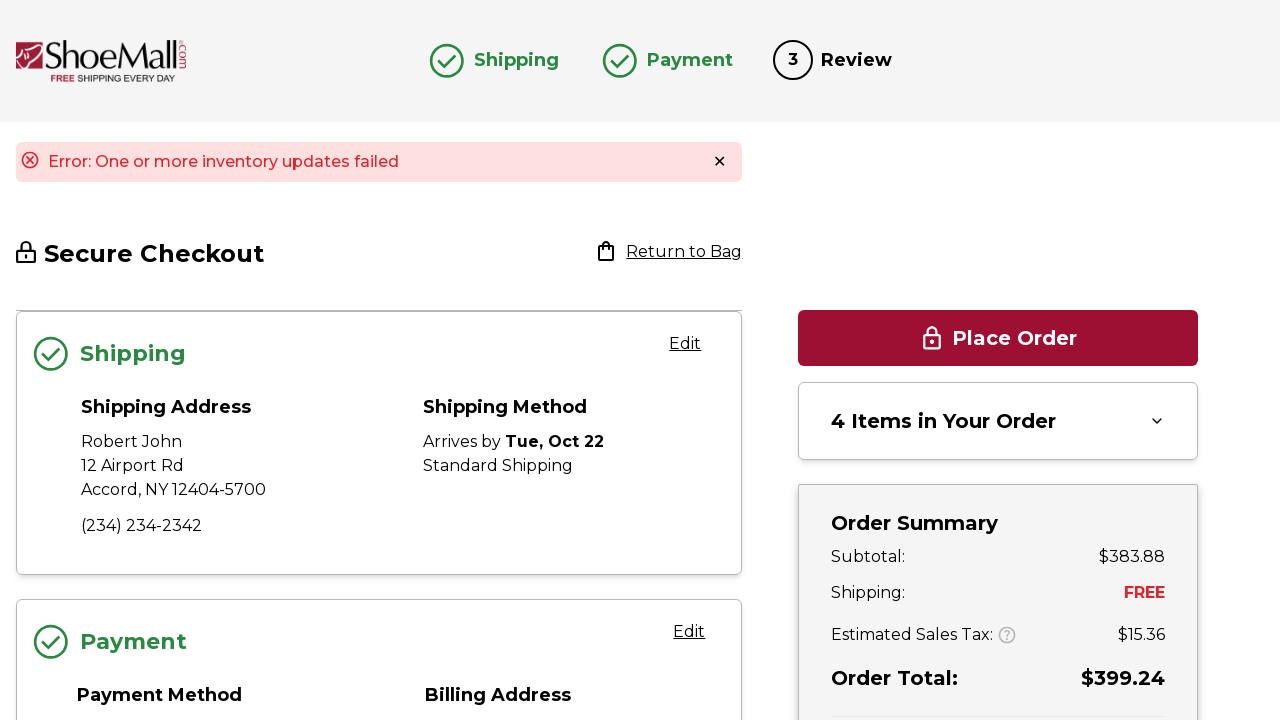 ShoeMall.com
FREE SHIPPING EVERY DAY
Shipping
Payment
3 Review
Error: One or more inventory updates failed
Secure Checkout
Return to Bag
Shipping
Edit
Shipping Address
Robert John
12 Airport Rd
Accord, NY 12404-5700
(234) 234-2342
Shipping Method
Arrives by Tue, Oct 22
Standard Shipping
Payment
Edit
Payment Method
Billing Address
Place Order
4 Items in Your Order
Order Summary
Subtotal: $383.88
Shipping: FREE
Estimated Sales Tax: $15.36
Order Total: $399.24